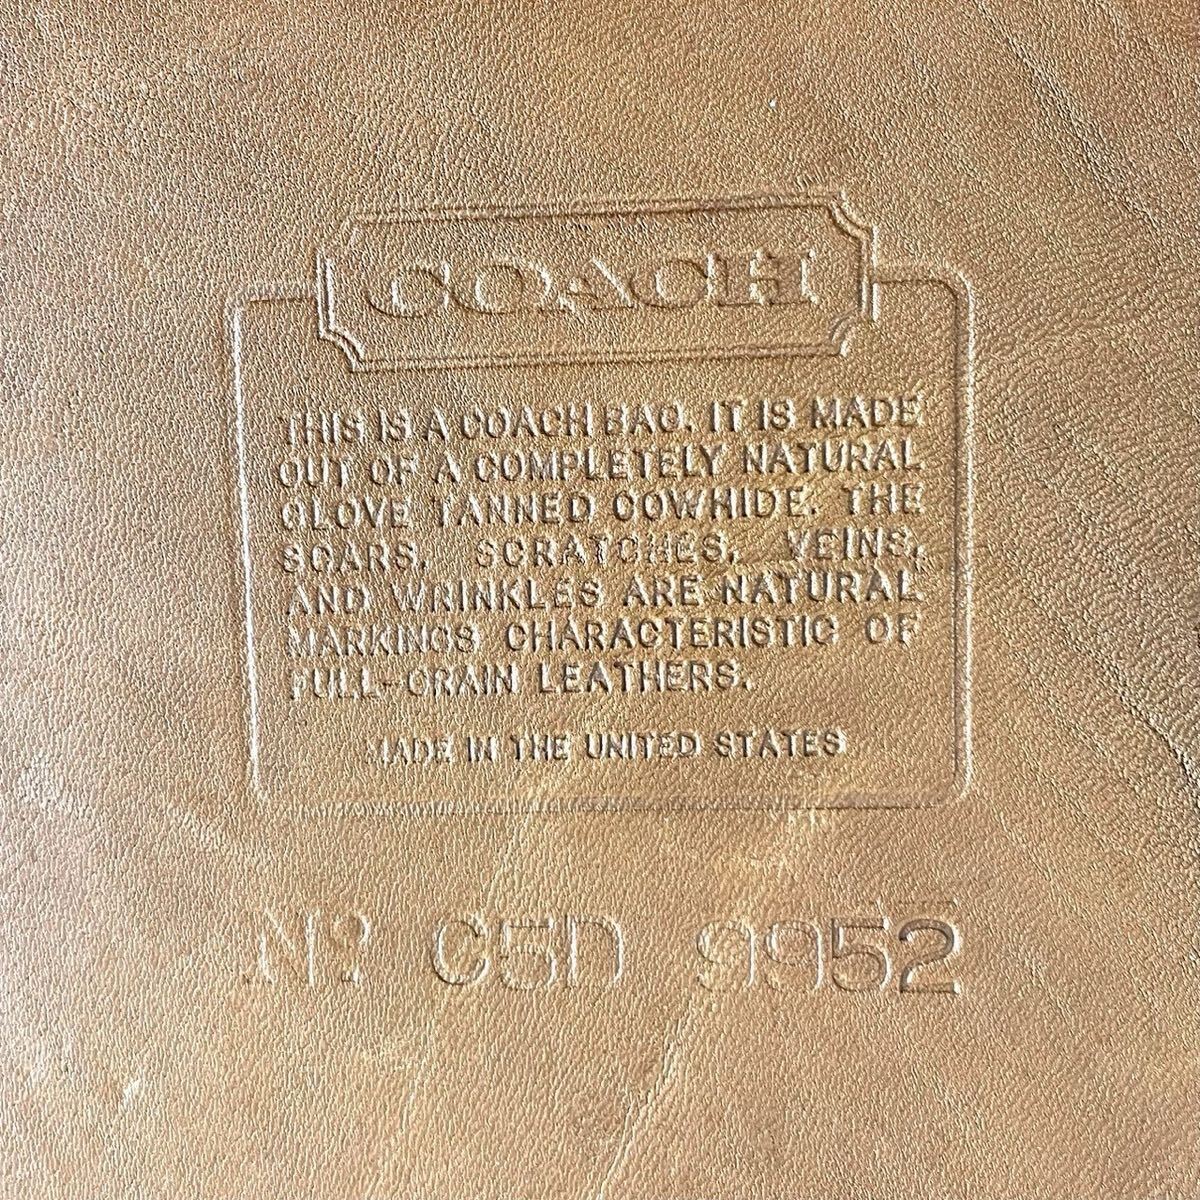 COACH
THIS IS A COACH BAG. IT IS MADE
OUT OF A COMPLETELY NATURAL
GLOVE TANNED COWHIDE. THE
SCARS, SCRATCHES, VEINS,
AND WRINKLES ARE NATURAL
MARKINGS CHARACTERISTIC OF
FULL-GRAIN LEATHERS.
MADE IN THE UNITED STATES
Nº C5D 9952